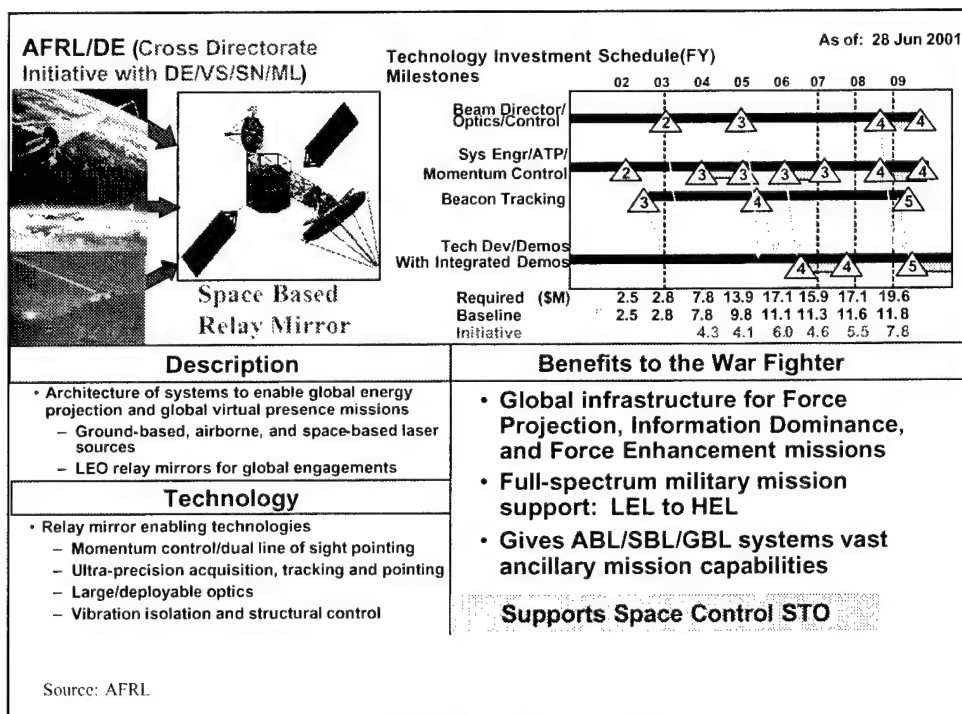 AFRL/DE (Cross Directorate
Initiative with DE/VS/SN/ML)
Space Based
Relay Mirror
As of: 28 Jun 2001
Technology Investment Schedule(FY)
Milestones
02 03 04 05 06 07 08 09
Beam Director/
Optics/Control
2 3 4 4
Sys Engr/ATP/
Momentum Control
2 3 3 3 3 4 4
Beacon Tracking
3 4 5
Tech Dev/Demos
With Integrated Demos
4 4 5
Required ($M) 2.5 2.8 7.8 13.9 17.1 15.9 17.1 19.6
Baseline 2.5 2.8 7.8 9.8 11.1 11.3 11.6 11.8
Initiative 4.3 4.1 6.0 4.6 5.5 7.8
Description
• Architecture of systems to enable global energy
projection and global virtual presence missions
– Ground-based, airborne, and space-based laser
sources
– LEO relay mirrors for global engagements
Technology
• Relay mirror enabling technologies
– Momentum control/dual line of sight pointing
– Ultra-precision acquisition, tracking and pointing
– Large/deployable optics
– Vibration isolation and structural control
Benefits to the War Fighter
• Global infrastructure for Force
Projection, Information Dominance,
and Force Enhancement missions
• Full-spectrum military mission
support: LEL to HEL
• Gives ABL/SBL/GBL systems vast
ancillary mission capabilities
Supports Space Control STO
Source: AFRL